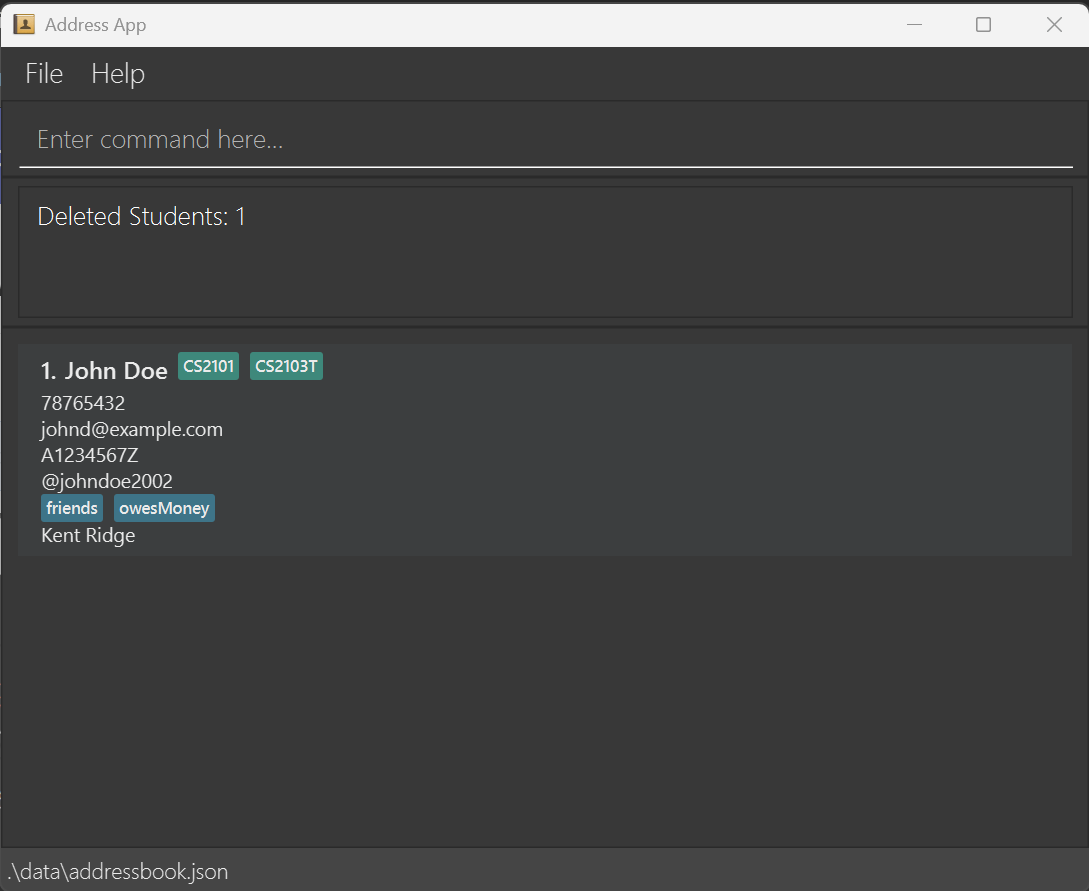 Address App
File Help
Enter command here...
Deleted Students: 1
1. John Doe CS2101 CS2103T
78765432
johnd@example.com
A1234567Z
@johndoe2002
friends owesMoney
Kent Ridge
.\data\addressbook.json